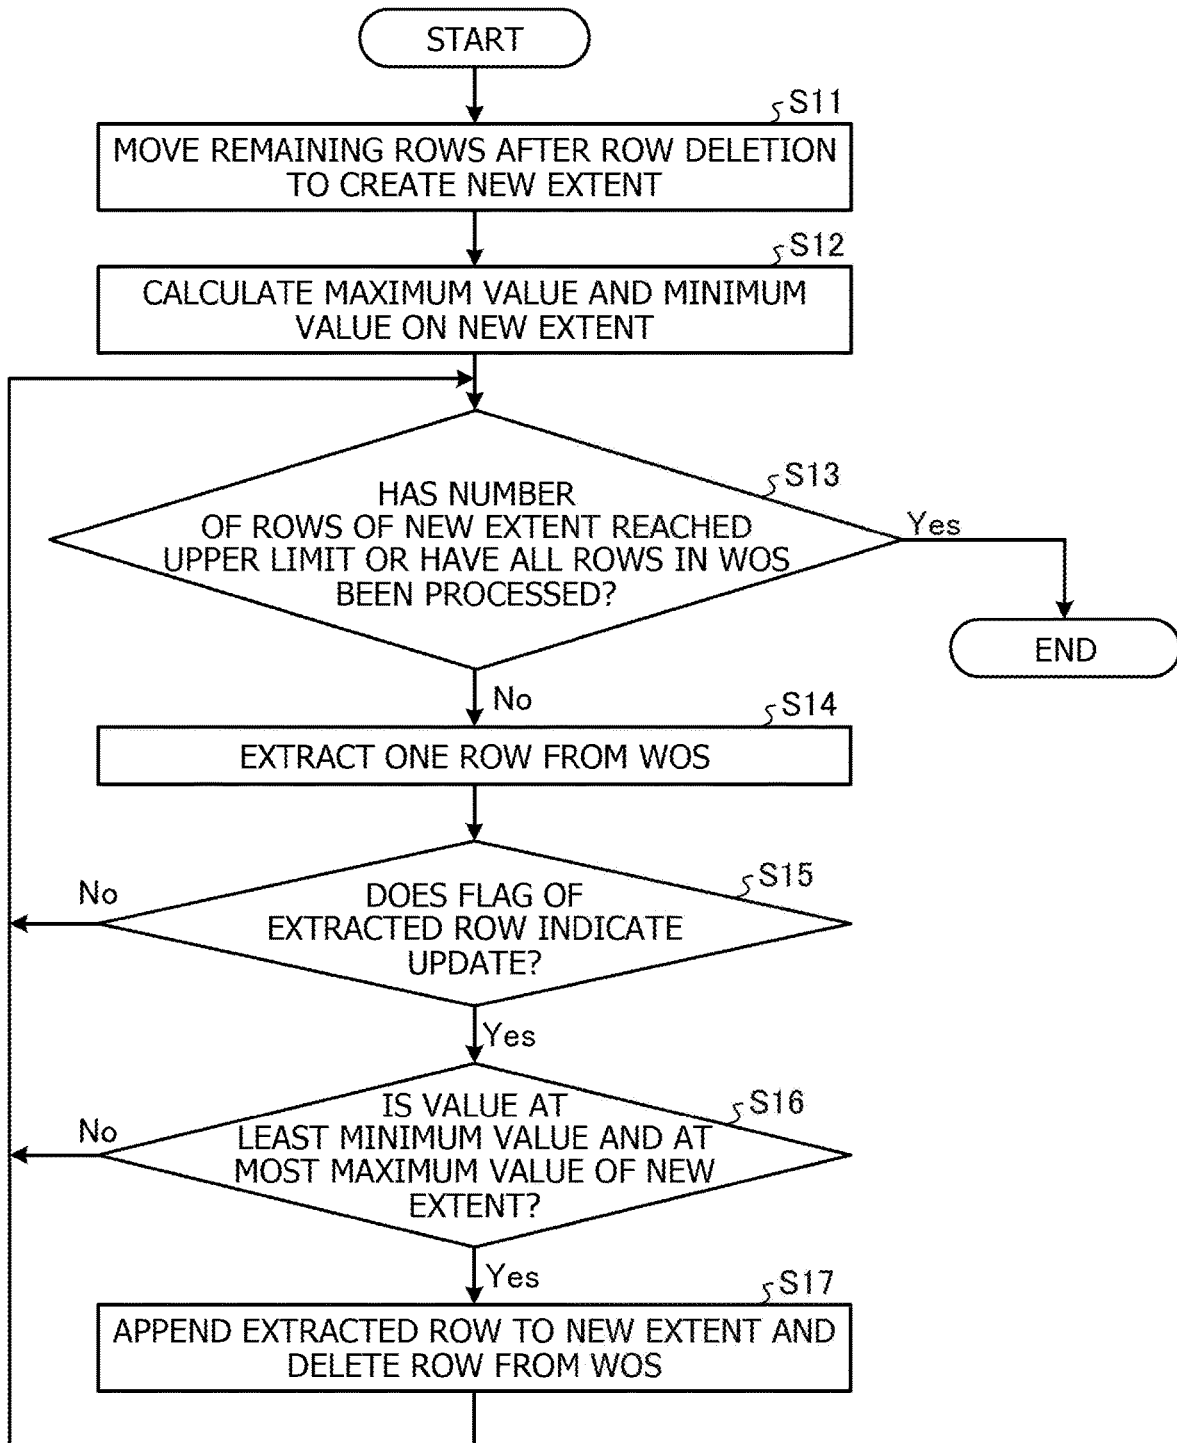 START
S11
MOVE REMAINING ROWS AFTER ROW DELETION
TO CREATE NEW EXTENT
S12
CALCULATE MAXIMUM VALUE AND MINIMUM
VALUE ON NEW EXTENT
S13
HAS NUMBER
OF ROWS OF NEW EXTENT REACHED
UPPER LIMIT OR HAVE ALL ROWS IN WOS
BEEN PROCESSED?
Yes
END
No
S14
EXTRACT ONE ROW FROM WOS
S15
No
DOES FLAG OF
EXTRACTED ROW INDICATE
UPDATE?
Yes
S16
No
IS VALUE AT
LEAST MINIMUM VALUE AND AT
MOST MAXIMUM VALUE OF NEW
EXTENT?
Yes
S17
APPEND EXTRACTED ROW TO NEW EXTENT AND
DELETE ROW FROM WOS